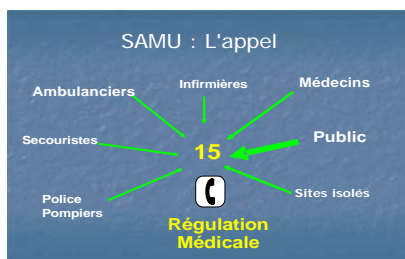 SAMU : L'appel
Infirmières
Médecins
Ambulanciers
Public
Secouristes
15
Sites isolés
Police
Pompiers
Régulation
Médicale